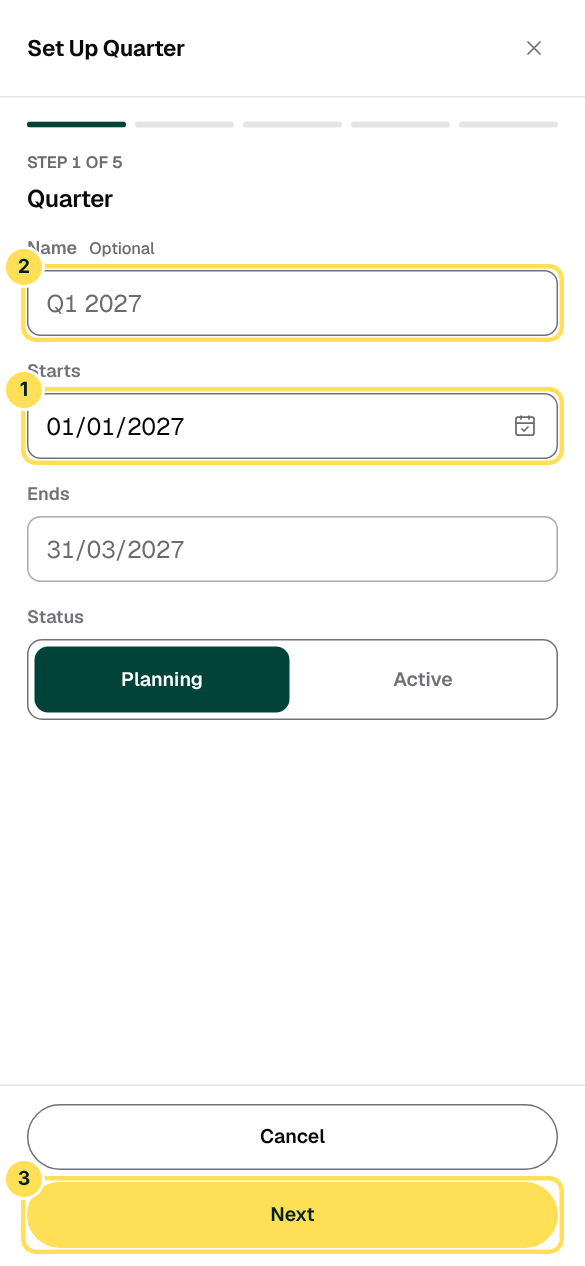 Set Up Quarter
STEP 1 OF 5
Quarter
Name Optional
2
Q1 2027
Starts
1
01/01/2027
Ends
31/03/2027
Status
Planning Active
Cancel
3
Next